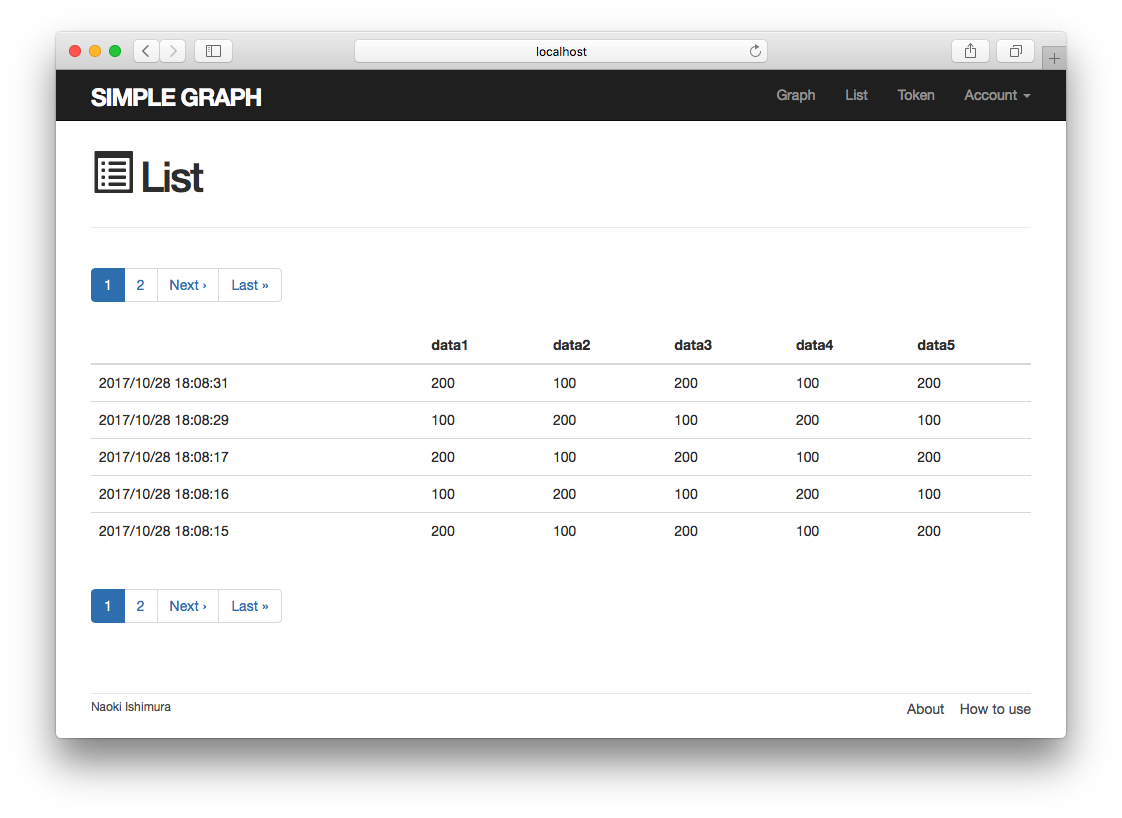 localhost
SIMPLE GRAPH Graph List Token Account
List
1 2 Next › Last »
data1 data2 data3 data4 data5
2017/10/28 18:08:31 200 100 200 100 200
2017/10/28 18:08:29 100 200 100 200 100
2017/10/28 18:08:17 200 100 200 100 200
2017/10/28 18:08:16 100 200 100 200 100
2017/10/28 18:08:15 200 100 200 100 200
1 2 Next › Last »
Naoki Ishimura About How to use